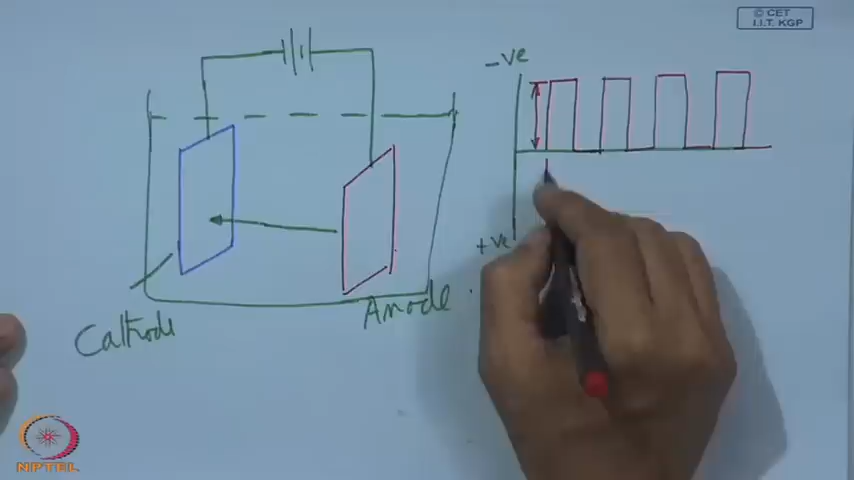 © CET
I.I.T. KGP
-ve
+ve
Cathode
Anode
NPTEL